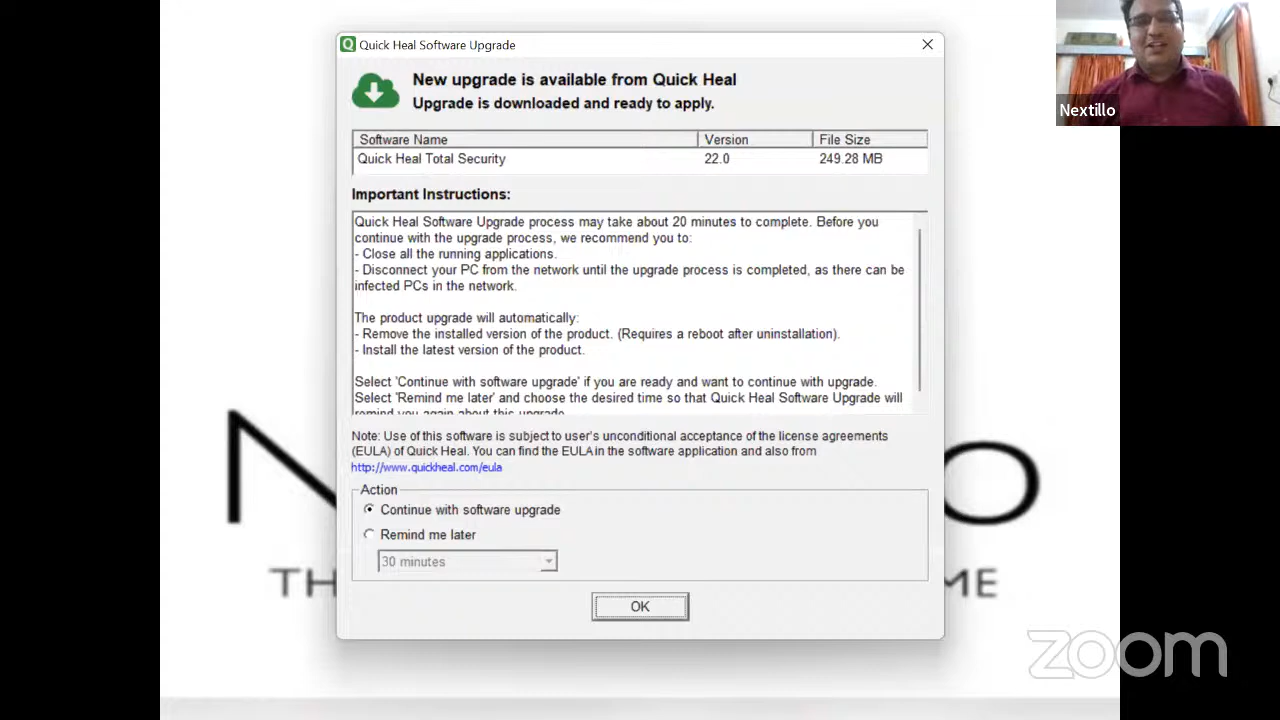 Quick Heal Software Upgrade
New upgrade is available from Quick Heal
Upgrade is downloaded and ready to apply.
Software Name Version File Size
Quick Heal Total Security 22.0 249.28 MB
Important Instructions:
Quick Heal Software Upgrade process may take about 20 minutes to complete. Before you
continue with the upgrade process, we recommend you to:
- Close all the running applications.
- Disconnect your PC from the network until the upgrade process is completed, as there can be
infected PCs in the network.
The product upgrade will automatically:
- Remove the installed version of the product. (Requires a reboot after uninstallation).
- Install the latest version of the product.
Select 'Continue with software upgrade' if you are ready and want to continue with upgrade.
Select 'Remind me later' and choose the desired time so that Quick Heal Software Upgrade will
remind you again about this upgrade
Note: Use of this software is subject to user's unconditional acceptance of the license agreements
(EULA) of Quick Heal. You can find the EULA in the software application and also from
http://www.quickheal.com/eula
Action
Continue with software upgrade
Remind me later
30 minutes
OK
Nextillo
N O
TH ME
zoom